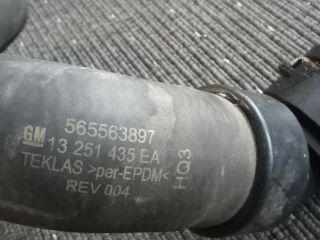 565563897
GM 13 251 435 EA
TEKLAS >per-EPDM<
REV 004
HQ3